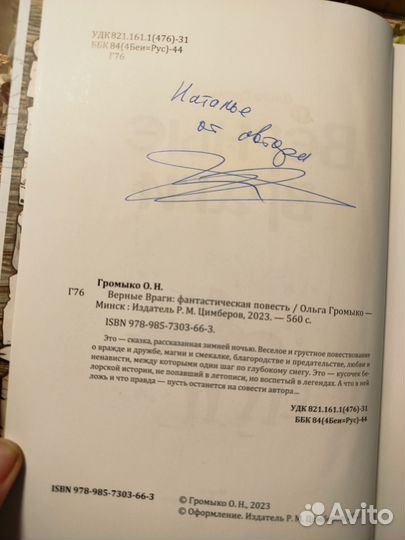 УДК 821.161.1(476)-31
ББК 84(4Беи=Рус)-44
Г76
Наталье
от автора
Громыко О. Н.
Г76 Верные Враги: фантастическая повесть / Ольга Громыко —
Минск : Издатель Р. М. Цимберов, 2023. — 560 с.
ISBN 978-985-7303-66-3.
Это — сказка, рассказанная зимней ночью. Веселое и грустное повествование
о вражде и дружбе, магии и смекалке, благородстве и предательстве, любви и
ненависти, между которыми один шаг по глубокому снегу. Это — кусочек бе-
лорской истории, не попавший в летописи, но воспетый в легендах. А что в ней
ложь и что правда — пусть останется на совести автора...
УДК 821.161.1(476)-31
ББК 84(4Беи=Рус)-44
ISBN 978-985-7303-66-3
© Громыко О. Н., 2023
© Оформление. Издатель Р. М.
Avito